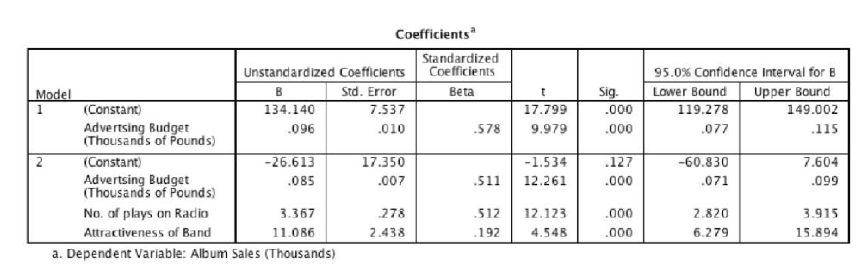 Coefficientsᵃ
Unstandardized Coefficients Standardized Coefficients 95.0% Confidence Interval for B
Model B Std. Error Beta t Sig. Lower Bound Upper Bound
1 (Constant) 134.140 7.537 17.799 .000 119.278 149.002
Advertsing Budget (Thousands of Pounds) .096 .010 .578 9.979 .000 .077 .115
2 (Constant) -26.613 17.350 -1.534 .127 -60.830 7.604
Advertsing Budget (Thousands of Pounds) .085 .007 .511 12.261 .000 .071 .099
No. of plays on Radio 3.367 .278 .512 12.123 .000 2.820 3.915
Attractiveness of Band 11.086 2.438 .192 4.548 .000 6.279 15.894
a. Dependent Variable: Album Sales (Thousands)